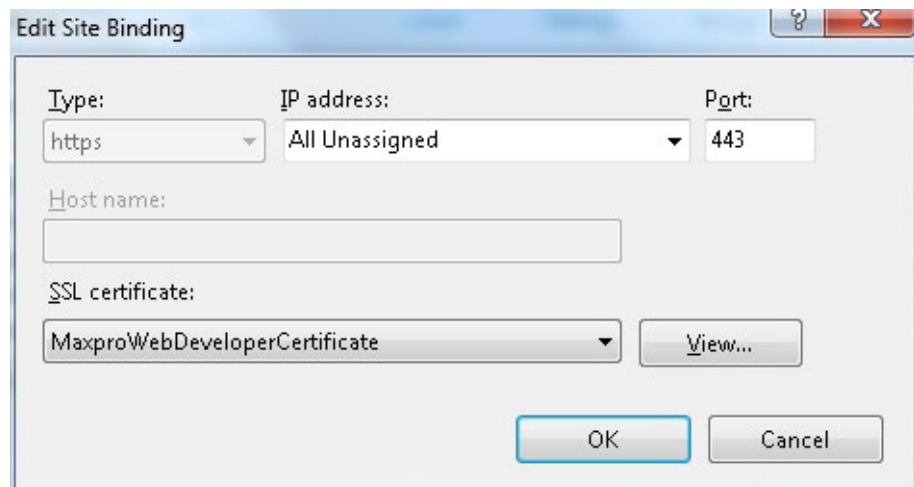 Edit Site Binding
Type: IP address: Port:
https All Unassigned 443
Host name:
SSL certificate:
MaxproWebDeveloperCertificate View...
OK Cancel